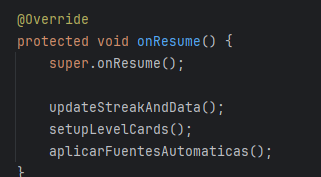 @Override
protected void onResume() {
super.onResume();
updateStreakAndData();
setupLevelCards();
aplicarFuentesAutomaticas();
}